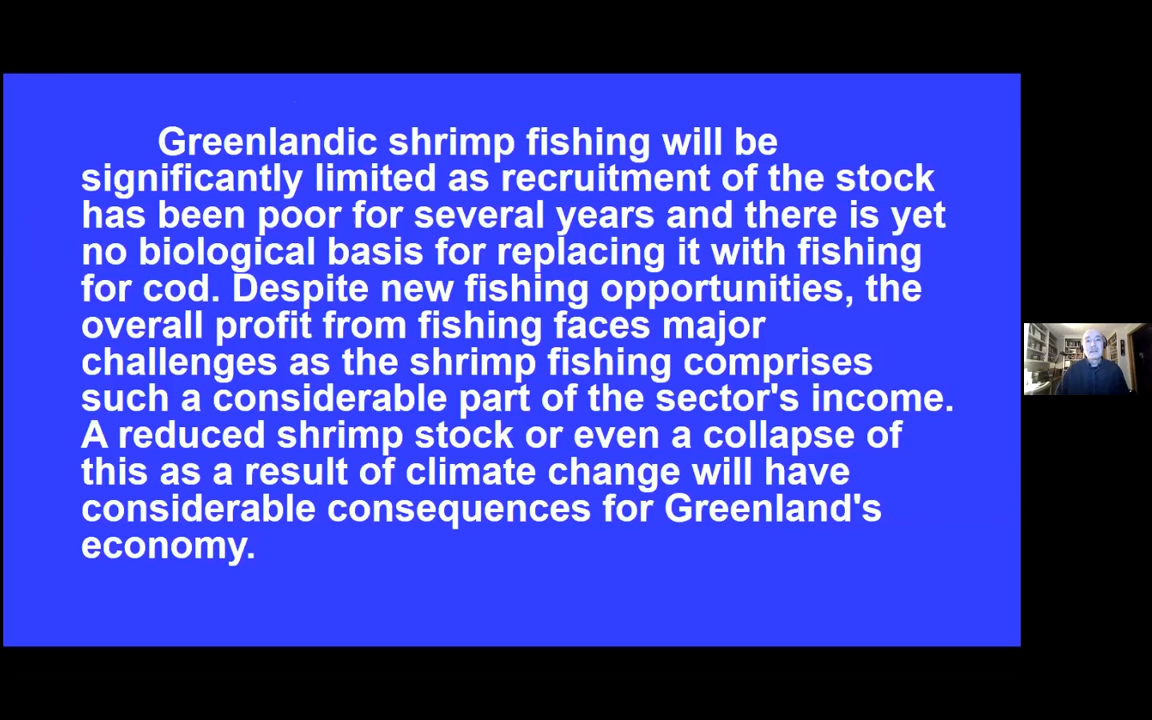 Greenlandic shrimp fishing will be
significantly limited as recruitment of the stock
has been poor for several years and there is yet
no biological basis for replacing it with fishing
for cod. Despite new fishing opportunities, the
overall profit from fishing faces major
challenges as the shrimp fishing comprises
such a considerable part of the sector's income.
A reduced shrimp stock or even a collapse of
this as a result of climate change will have
considerable consequences for Greenland's
economy.